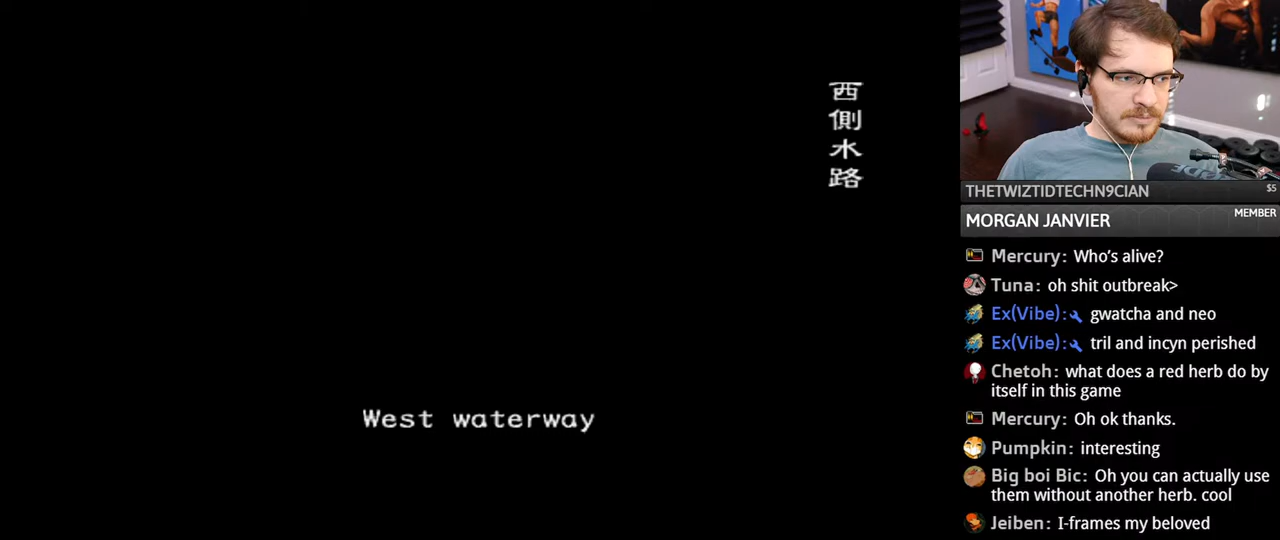 西側水路
West waterway
THETWIZTIDTECHN9CIAN
$5
MORGAN JANVIER
MEMBER
Mercury: Who's alive?
Tuna: oh shit outbreak>
Ex(Vibe): gwatcha and neo
Ex(Vibe): tril and incyn perished
Chetoh: what does a red herb do by
itself in this game
Mercury: Oh ok thanks.
Pumpkin: interesting
Big boi Bic: Oh you can actually use
them without another herb. cool
Jeiben: I-frames my beloved